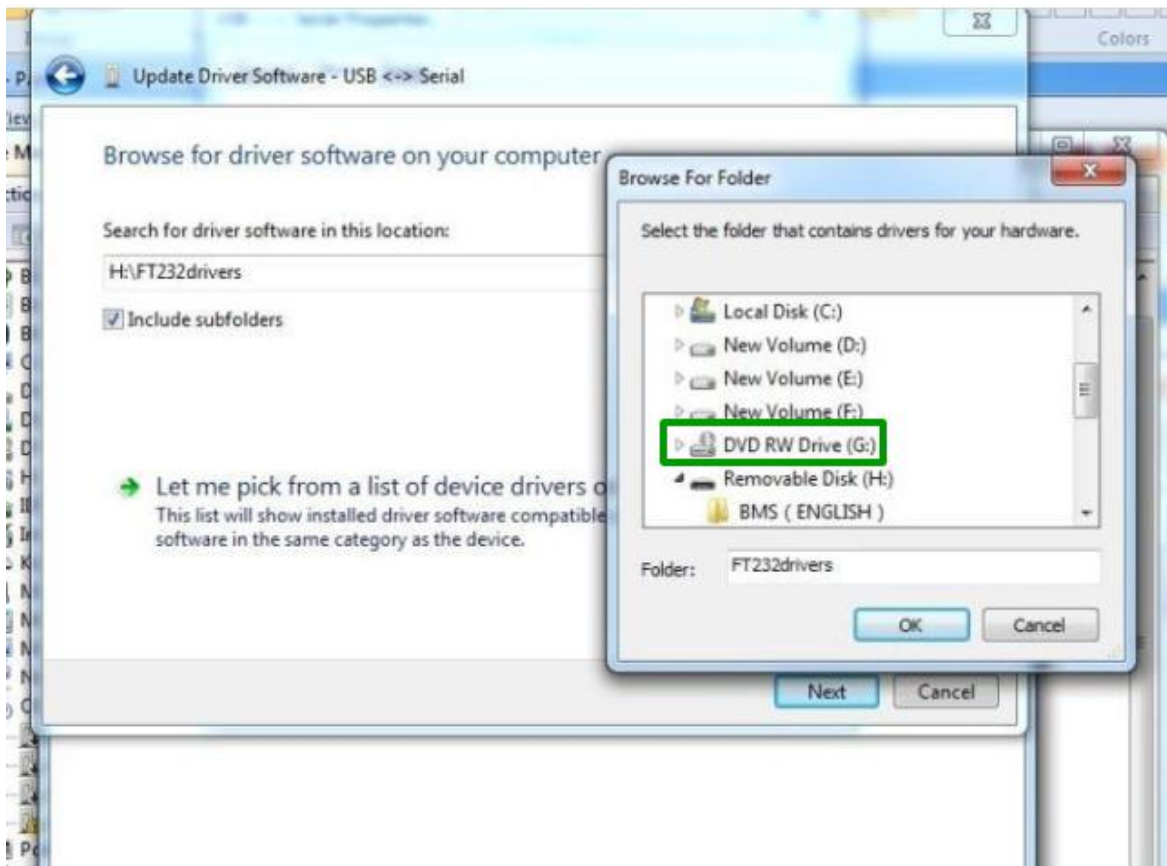 Colors
Update Driver Software - USB <-> Serial
Browse for driver software on your computer
Search for driver software in this location:
H:\FT232drivers
Include subfolders
Let me pick from a list of device drivers
This list will show installed driver software compatible
software in the same category as the device.
Next
Cancel
Browse For Folder
Select the folder that contains drivers for your hardware.
Local Disk (C:)
New Volume (D:)
New Volume (E:)
New Volume (F:)
DVD RW Drive (G:)
Removable Disk (H:)
BMS ( ENGLISH )
Folder:
FT232drivers
OK
Cancel